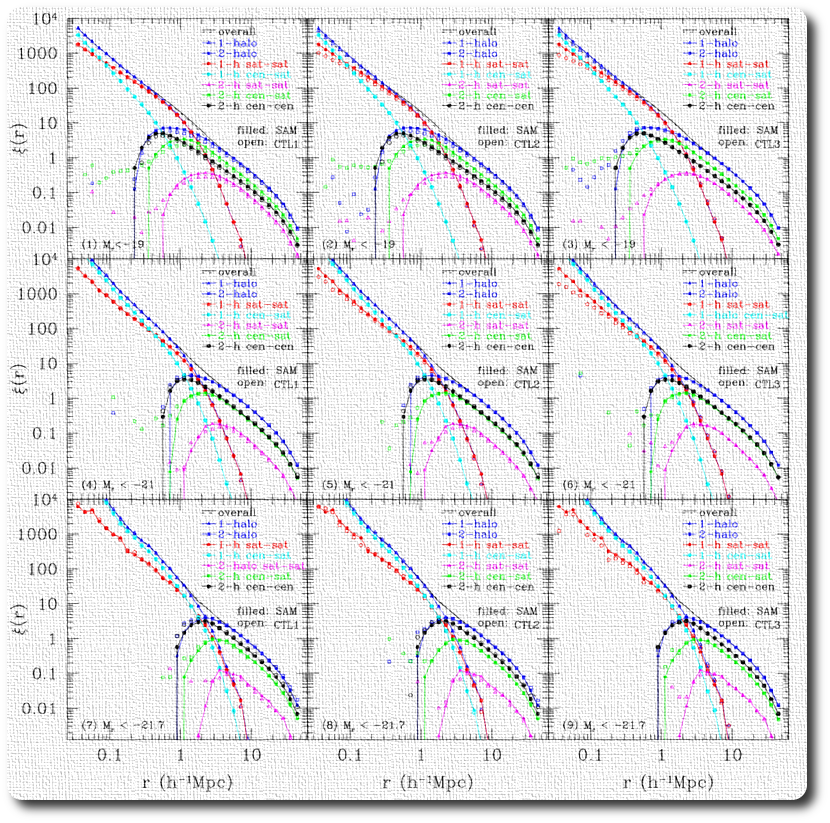 10⁴
1000
100
10
1
0.1
0.01
ξ(r)
overall
1-halo
2-halo
1-h sat-sat
1-h cen-sat
2-h sat-sat
2-h cen-sat
2-h cen-cen
filled: SAM
open: CTL1
(1) Mᵣ<-19
overall
1-halo
2-halo
1-h sat-sat
1-h cen-sat
2-h sat-sat
2-h cen-sat
2-h cen-cen
filled: SAM
open: CTL2
(2) Mᵣ < -19
overall
1-halo
2-halo
1-h sat-sat
1-h cen-sat
2-h sat-sat
2-h cen-sat
2-h cen-cen
filled: SAM
open: CTL3
(3) Mᵣ < -19
10⁴
1000
100
10
1
0.1
0.01
ξ(r)
overall
1-halo
2-halo
1-h sat-sat
1-h cen-sat
2-h sat-sat
2-h cen-sat
2-h cen-cen
filled: SAM
open: CTL1
(4) Mᵣ < -21
overall
1-halo
2-halo
1-h sat-sat
1-h cen-sat
2-h sat-sat
2-h cen-sat
2-h cen-cen
filled: SAM
open: CTL2
(5) Mᵣ < -21
overall
1-halo
2-halo
1-h sat-sat
1-halo cen-sat
2-h sat-sat
2-h cen-sat
2-h cen-cen
filled: SAM
open: CTL3
(6) Mᵣ < -21
10⁴
1000
100
10
1
0.1
0.01
ξ(r)
overall
1-halo
2-halo
1-h sat-sat
1-h cen-sat
2-halo sat-sat
2-h cen-sat
2-h cen-cen
filled: SAM
open: CTL1
(7) Mᵣ < -21.7
overall
1-halo
2-halo
1-h sat-sat
1-h cen-sat
2-h sat-sat
2-h cen-sat
2-h cen-cen
filled: SAM
open: CTL2
(8) Mᵣ < -21.7
overall
1-halo
2-halo
1-h sat-sat
1-h cen-sat
2-h sat-sat
2-h cen-sat
2-h cen-cen
filled: SAM
open: CTL3
(9) Mᵣ < -21.7
0.1 1 10 0.1 1 10 0.1 1 10
r (h⁻¹Mpc) r (h⁻¹Mpc) r (h⁻¹Mpc)